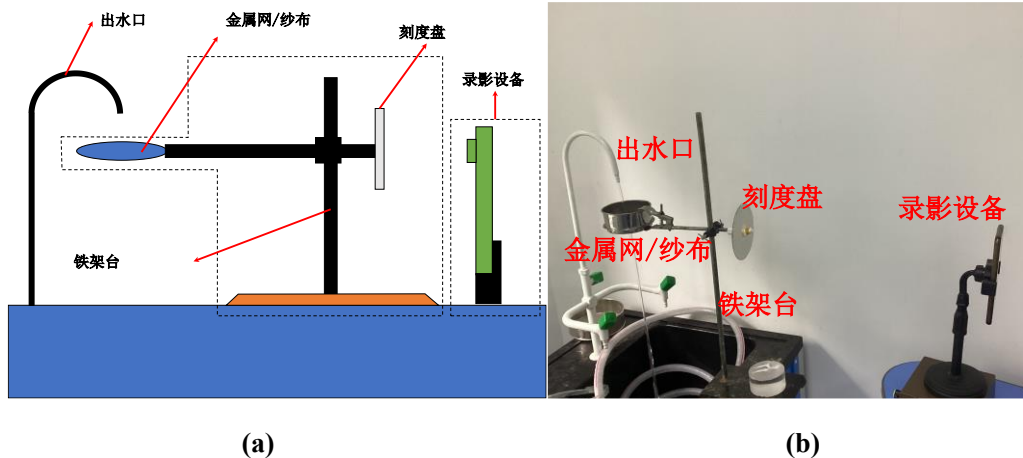 出水口
金属网/纱布
刻度盘
录影设备
铁架台
出水口
刻度盘
录影设备
金属网/纱布
铁架台
(a)
(b)